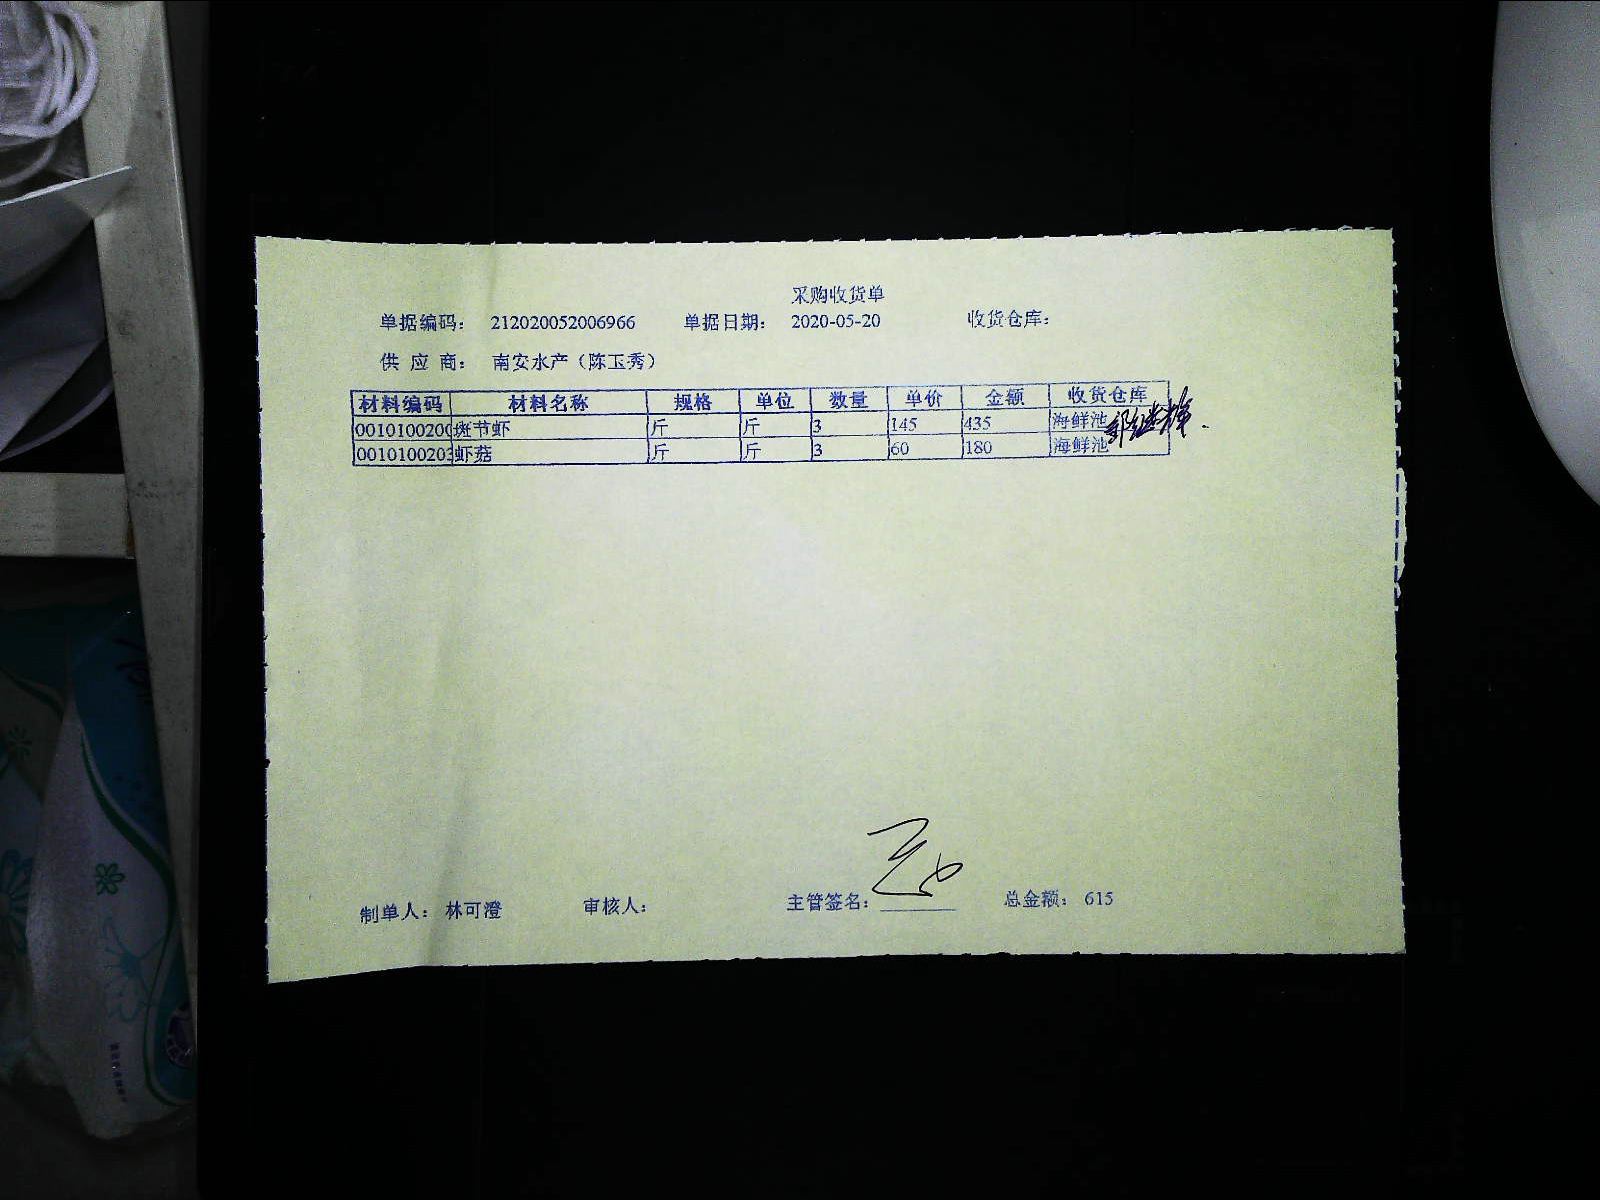 采购收货单
单据编码： 212020052006966 单据日期： 2020-05-20 收货仓库：
供 应 商： 南安水产（陈玉秀）
材料编码 材料名称 规格 单位 数量 单价 金额 收货仓库
0010100200 斑节虾 斤 斤 3 145 435 海鲜池
0010100203 虾菇 斤 斤 3 60 180 海鲜池
制单人： 林可澄 审核人： 主管签名： 总金额： 615